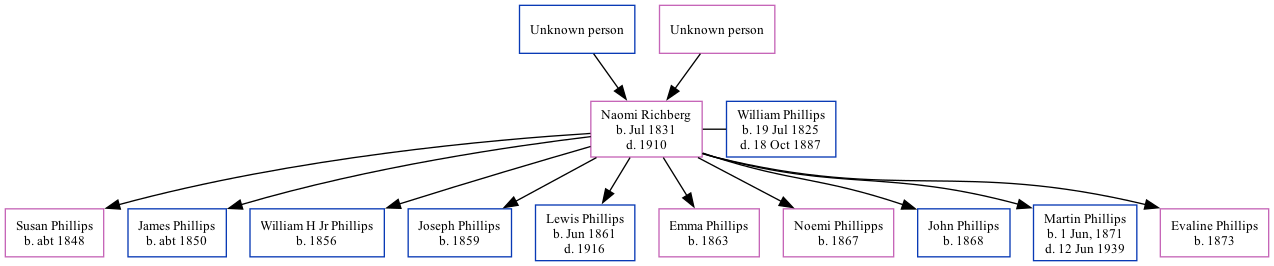 Unknown person
Unknown person
Naomi Richberg
b. Jul 1831
d. 1910
William Phillips
b. 19 Jul 1825
d. 18 Oct 1887
Susan Phillips
b. abt 1848
James Phillips
b. abt 1850
William H Jr Phillips
b. 1856
Joseph Phillips
b. 1859
Lewis Phillips
b. Jun 1861
d. 1916
Emma Phillips
b. 1863
Noemi Phillipps
b. 1867
John Phillips
b. 1868
Martin Phillips
b. 1 Jun, 1871
d. 12 Jun 1939
Evaline Phillips
b. 1873